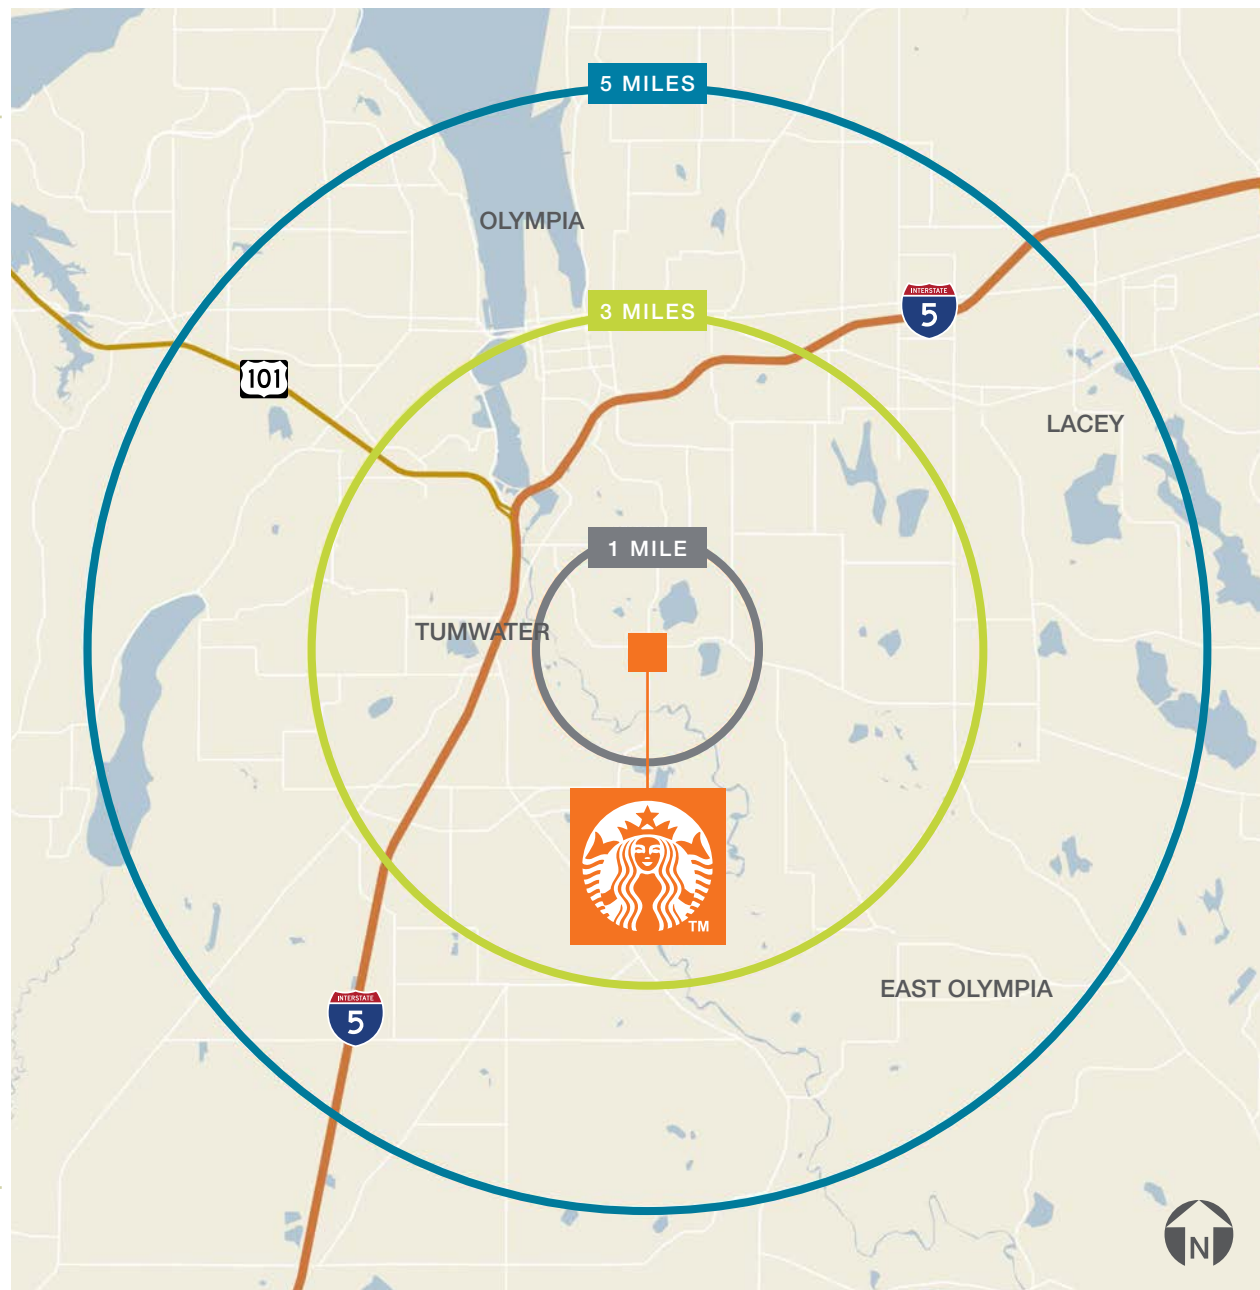 5 MILES
OLYMPIA
3 MILES
INTERSTATE
5
101
LACEY
1 MILE
TUMWATER
TM
EAST OLYMPIA
INTERSTATE
5
N